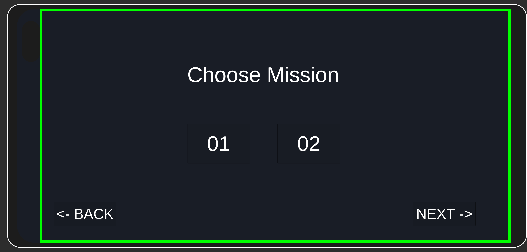 Choose Mission
01 02
<- BACK NEXT ->